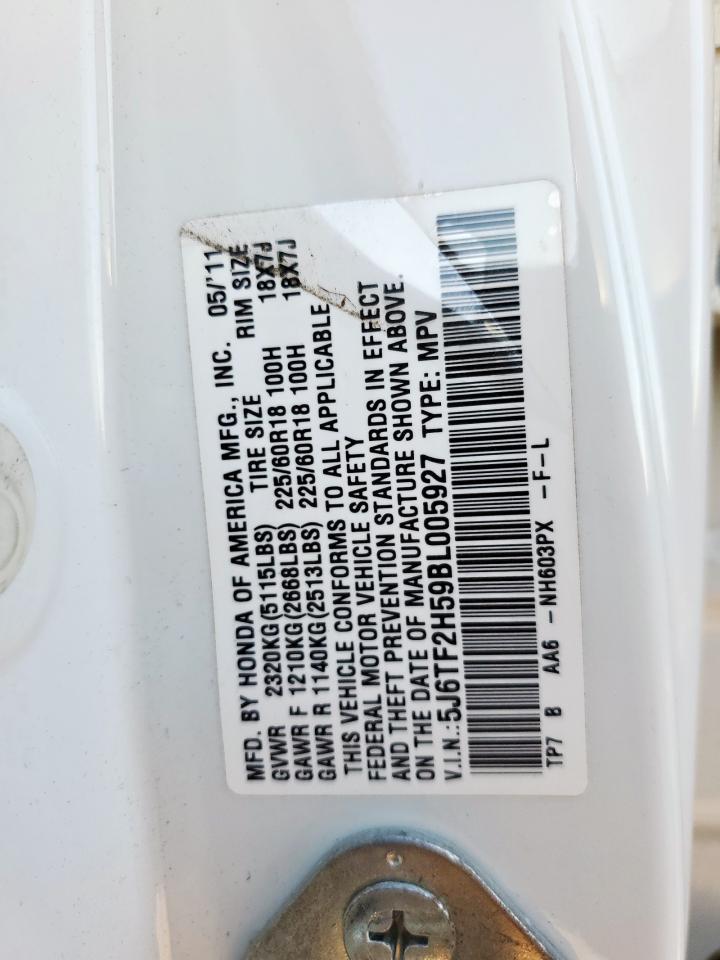 MFD. BY HONDA OF AMERICA MFG., INC. 05/'11
GVWR 2320KG(5115LBS) TIRE SIZE RIM SIZE
GAWR F 1210KG(2668LBS) 225/60R18 100H 18X7J
GAWR R 1140KG(2513LBS) 225/60R18 100H 18X7J
THIS VEHICLE CONFORMS TO ALL APPLICABLE
FEDERAL MOTOR VEHICLE SAFETY
AND THEFT PREVENTION STANDARDS IN EFFECT
ON THE DATE OF MANUFACTURE SHOWN ABOVE.
V.I.N.:5J6TF2H59BL005927 TYPE: MPV
TP7 B AA6 -NH603PX -F-L